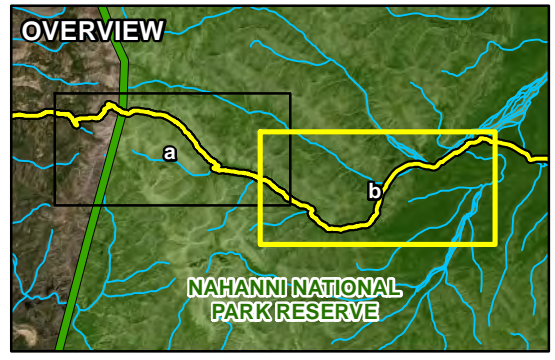 OVERVIEW
a
b
NAHANNI NATIONAL
PARK RESERVE